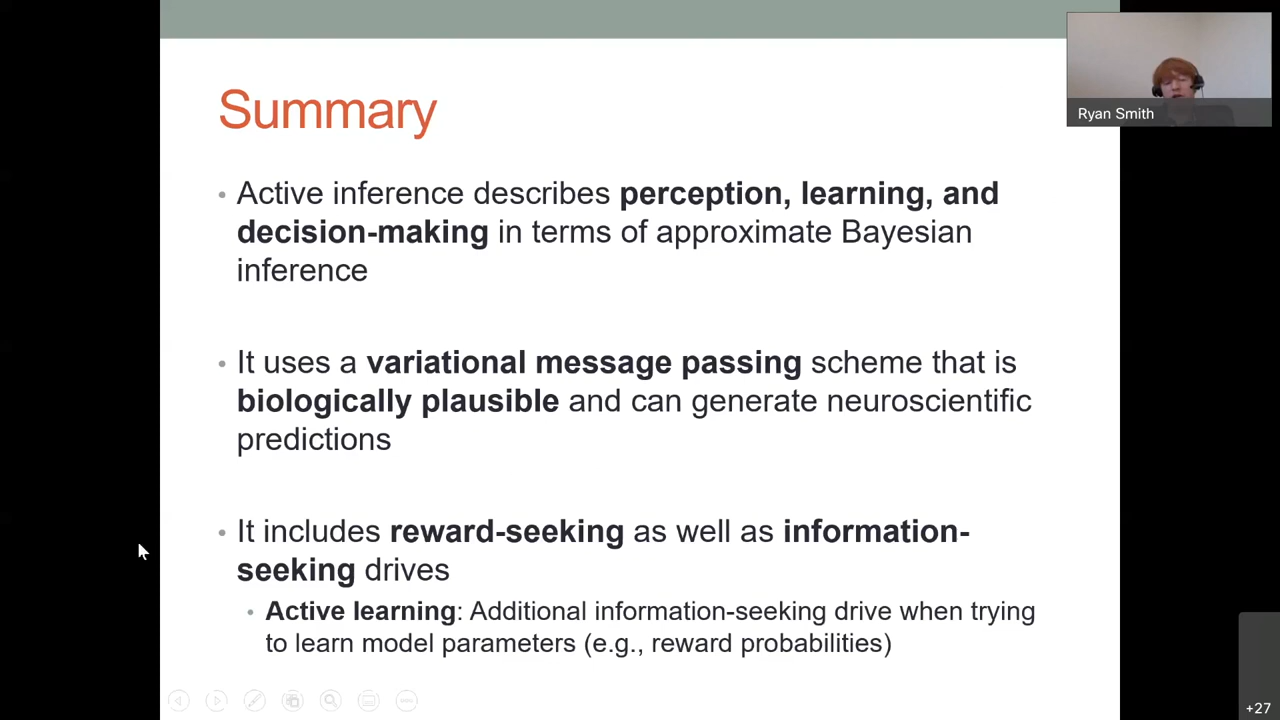 Summary
Ryan Smith
• Active inference describes perception, learning, and
decision-making in terms of approximate Bayesian
inference
• It uses a variational message passing scheme that is
biologically plausible and can generate neuroscientific
predictions
• It includes reward-seeking as well as information-
seeking drives
• Active learning: Additional information-seeking drive when trying
to learn model parameters (e.g., reward probabilities)
+27